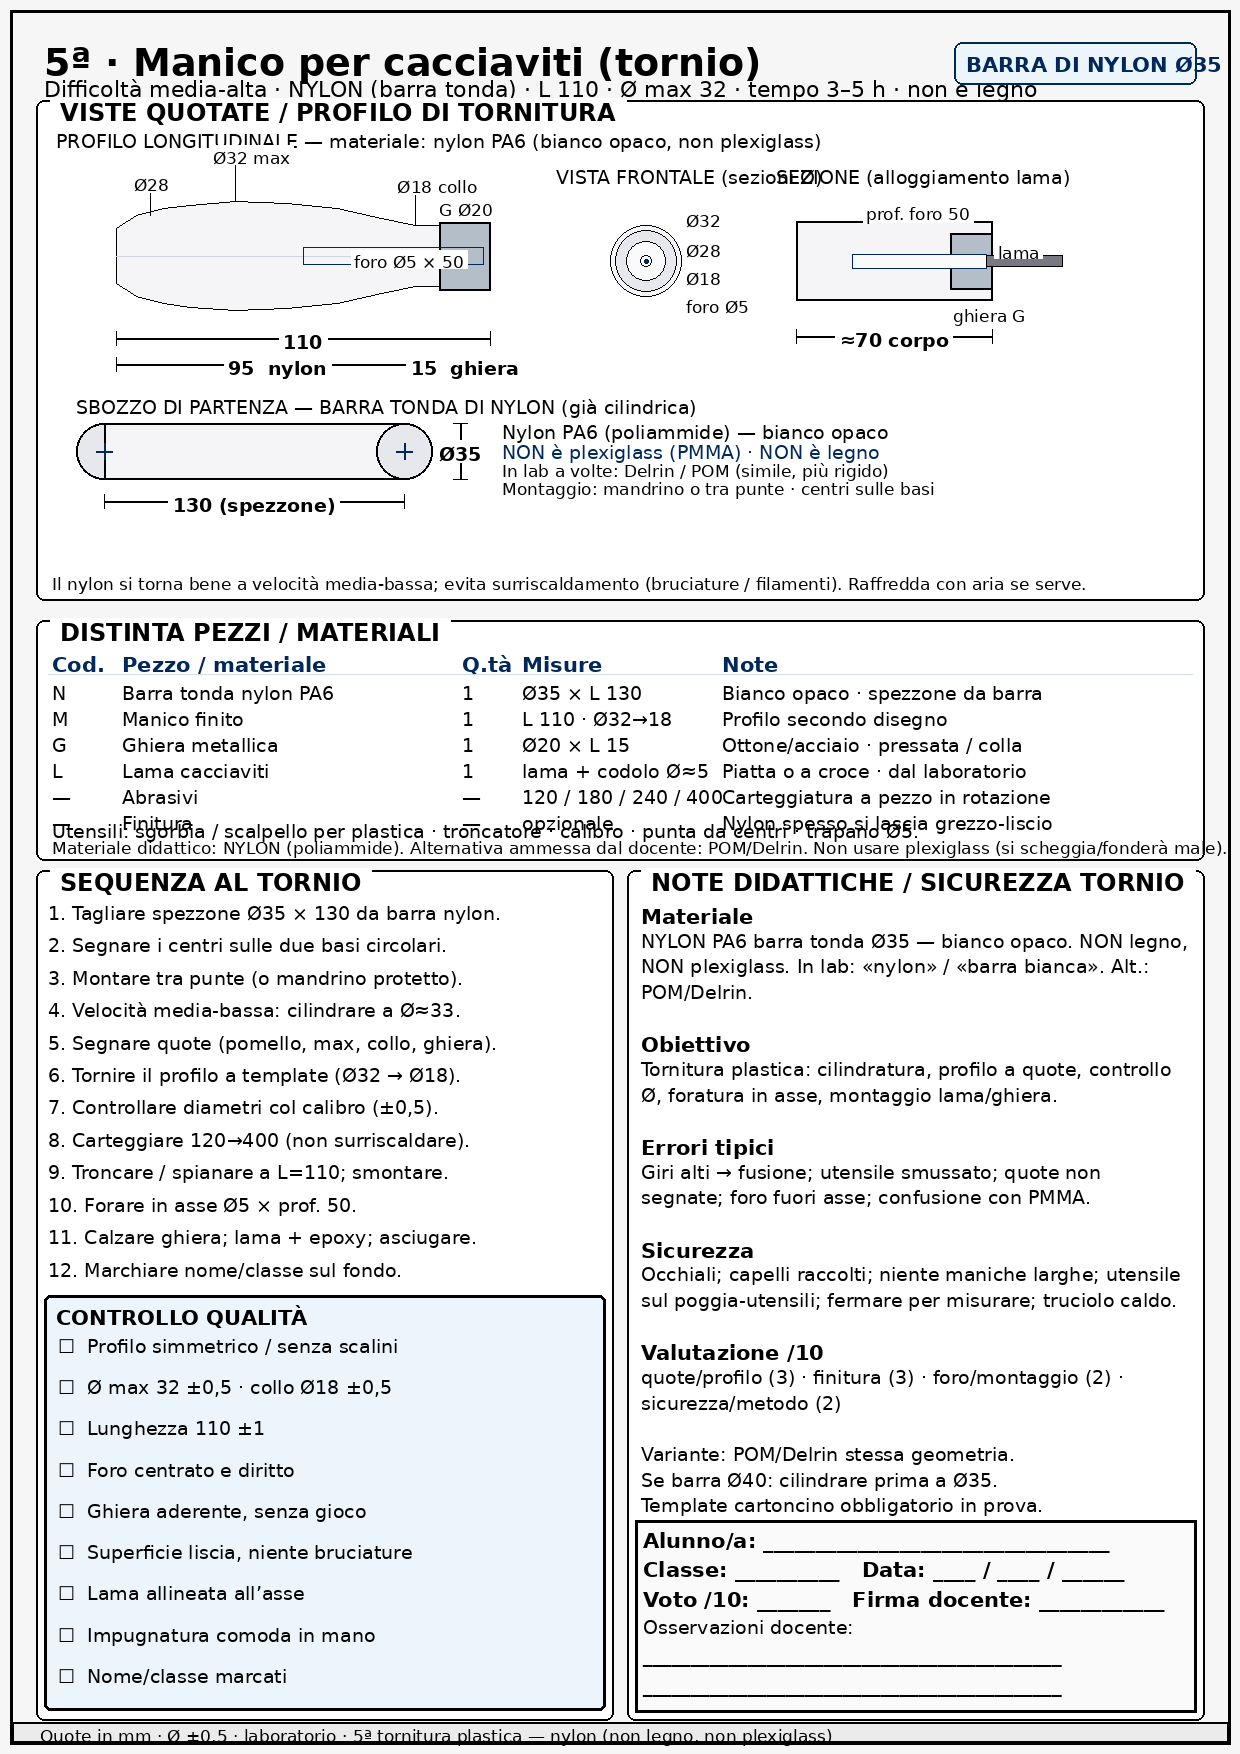 5ª · Manico per cacciaviti (tornio)
BARRA DI NYLON Ø35
Difficoltà media-alta · NYLON (barra tonda) · L 110 · Ø max 32 · tempo 3–5 h · non è legno
VISTE QUOTATE / PROFILO DI TORNITURA
PROFILO LONGITUDINALE — materiale: nylon PA6 (bianco opaco, non plexiglass)
Ø32 max
Ø28
Ø18 collo
G Ø20
foro Ø5 × 50
110
95 nylon
15 ghiera
VISTA FRONTALE (sezioni Ø)
Ø32
Ø28
Ø18
foro Ø5
SEZIONE (alloggiamento lama)
prof. foro 50
lama
ghiera G
≈70 corpo
SBOZZO DI PARTENZA — BARRA TONDA DI NYLON (già cilindrica)
Ø35
130 (spezzone)
Nylon PA6 (poliammide) — bianco opaco
NON è plexiglass (PMMA) · NON è legno
In lab a volte: Delrin / POM (simile, più rigido)
Montaggio: mandrino o tra punte · centri sulle basi
Il nylon si torna bene a velocità media-bassa; evita surriscaldamento (bruciature / filamenti). Raffredda con aria se serve.
DISTINTA PEZZI / MATERIALI
Cod. Pezzo / materiale Q.tà Misure Note
N Barra tonda nylon PA6 1 Ø35 × L 130 Bianco opaco · spezzone da barra
M Manico finito 1 L 110 · Ø32→18 Profilo secondo disegno
G Ghiera metallica 1 Ø20 × L 15 Ottone/acciaio · pressata / colla
L Lama cacciaviti 1 lama + codolo Ø≈5 Piatta o a croce · dal laboratorio
— Abrasivi — 120 / 180 / 240 / 400 Carteggiatura a pezzo in rotazione
— Finitura — opzionale Nylon spesso si lascia grezzo-liscio
Utensili: sgorbia / scalpello per plastica · troncatore · calibro · punta da centri · trapano Ø5.
Materiale didattico: NYLON (poliammide). Alternativa ammessa dal docente: POM/Delrin. Non usare plexiglass (si scheggia/fonderà male).
SEQUENZA AL TORNIO
1. Tagliare spezzone Ø35 × 130 da barra nylon.
2. Segnare i centri sulle due basi circolari.
3. Montare tra punte (o mandrino protetto).
4. Velocità media-bassa: cilindrare a Ø≈33.
5. Segnare quote (pomello, max, collo, ghiera).
6. Tornire il profilo a template (Ø32 → Ø18).
7. Controllare diametri col calibro (±0,5).
8. Carteggiare 120→400 (non surriscaldare).
9. Troncare / spianare a L=110; smontare.
10. Forare in asse Ø5 × prof. 50.
11. Calzare ghiera; lama + epoxy; asciugare.
12. Marchiare nome/classe sul fondo.
CONTROLLO QUALITÀ
☐ Profilo simmetrico / senza scalini
☐ Ø max 32 ±0,5 · collo Ø18 ±0,5
☐ Lunghezza 110 ±1
☐ Foro centrato e diritto
☐ Ghiera aderente, senza gioco
☐ Superficie liscia, niente bruciature
☐ Lama allineata all’asse
☐ Impugnatura comoda in mano
☐ Nome/classe marcati
NOTE DIDATTICHE / SICUREZZA TORNIO
Materiale
NYLON PA6 barra tonda Ø35 — bianco opaco. NON legno,
NON plexiglass. In lab: «nylon» / «barra bianca». Alt.:
POM/Delrin.
Obiettivo
Tornitura plastica: cilindratura, profilo a quote, controllo
Ø, foratura in asse, montaggio lama/ghiera.
Errori tipici
Giri alti → fusione; utensile smussato; quote non
segnate; foro fuori asse; confusione con PMMA.
Sicurezza
Occhiali; capelli raccolti; niente maniche larghe; utensile
sul poggia-utensili; fermare per misurare; truciolo caldo.
Valutazione /10
quote/profilo (3) · finitura (3) · foro/montaggio (2) ·
sicurezza/metodo (2)
Variante: POM/Delrin stessa geometria.
Se barra Ø40: cilindrare prima a Ø35.
Template cartoncino obbligatorio in prova.
Alunno/a: _________________________________
Classe: __________ Data: ____ / ____ / ______
Voto /10: _______ Firma docente: ____________
Osservazioni docente:
____________________________________________
____________________________________________
Quote in mm · Ø ±0,5 · laboratorio · 5ª tornitura plastica — nylon (non legno, non plexiglass)